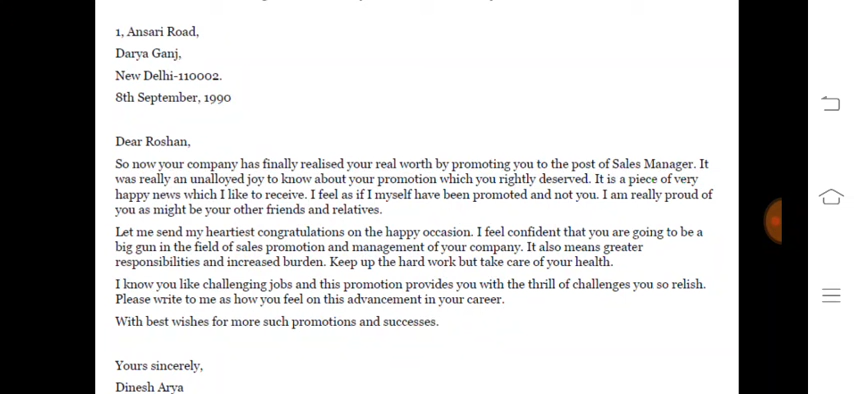 1, Ansari Road,
Darya Ganj,
New Delhi-110002.
8th September, 1990
Dear Roshan,
So now your company has finally realised your real worth by promoting you to the post of Sales Manager. It
was really an unalloyed joy to know about your promotion which you rightly deserved. It is a piece of very
happy news which I like to receive. I feel as if I myself have been promoted and not you. I am really proud of
you as might be your other friends and relatives.
Let me send my heartiest congratulations on the happy occasion. I feel confident that you are going to be a
big gun in the field of sales promotion and management of your company. It also means greater
responsibilities and increased burden. Keep up the hard work but take care of your health.
I know you like challenging jobs and this promotion provides you with the thrill of challenges you so relish.
Please write to me as how you feel on this advancement in your career.
With best wishes for more such promotions and successes.
Yours sincerely,
Dinesh Arya